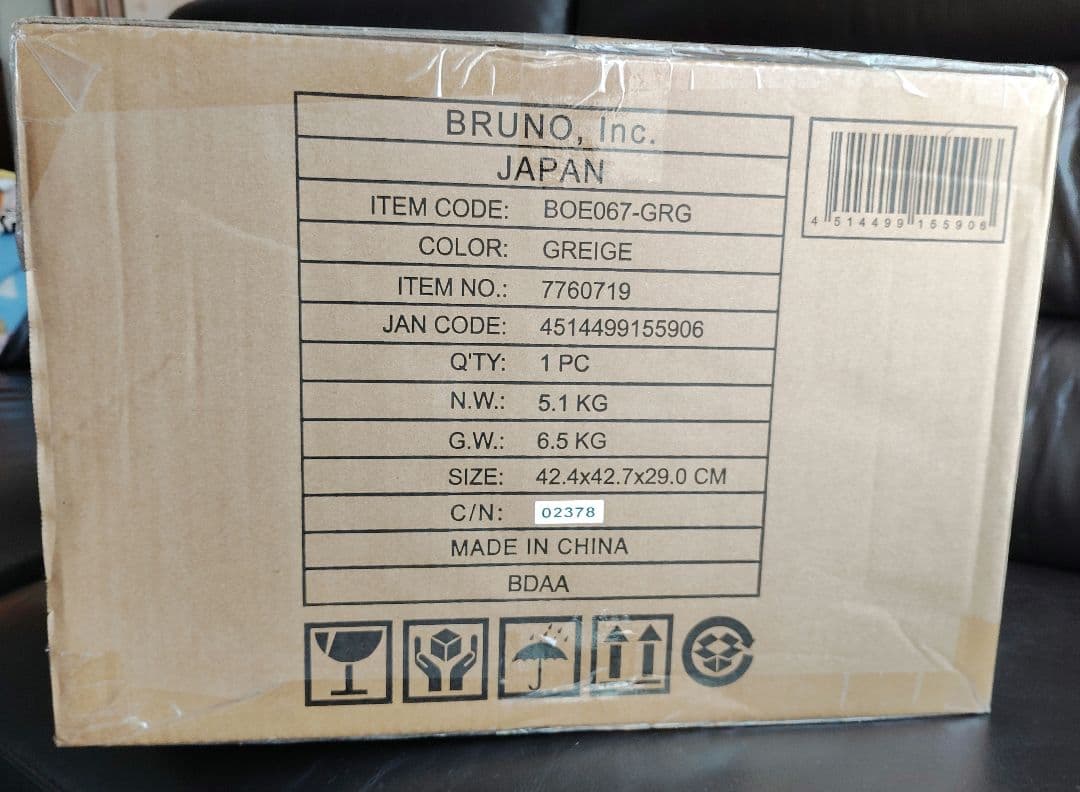 BRUNO, Inc.
JAPAN
ITEM CODE: BOE067-GRG
COLOR: GREIGE
ITEM NO.: 7760719
JAN CODE: 4514499155906
Q'TY: 1 PC
N.W.: 5.1 KG
G.W.: 6.5 KG
SIZE: 42.4x42.7x29.0 CM
C/N: 02378
MADE IN CHINA
BDAA
4 514499 155906